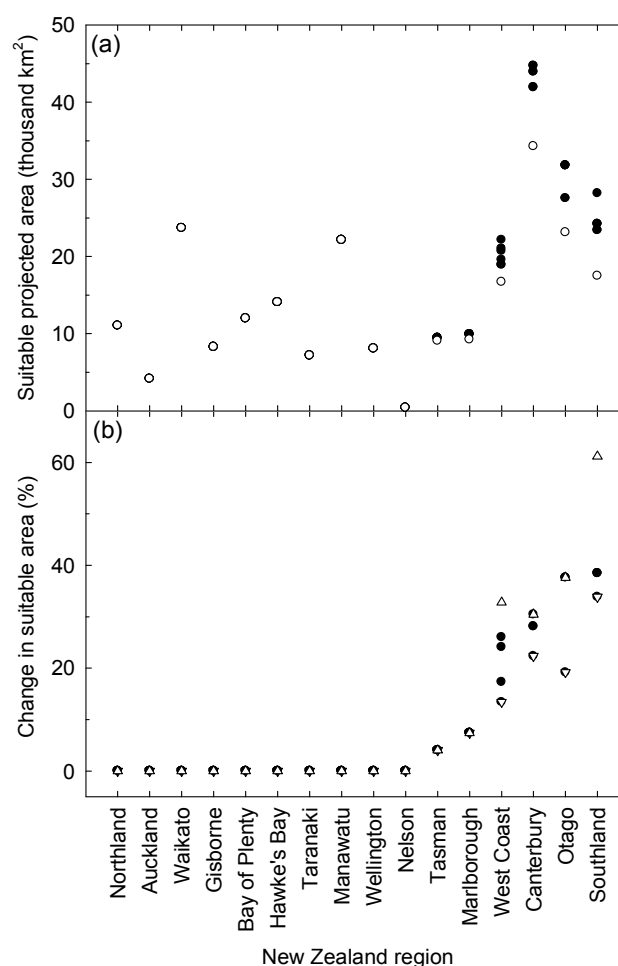 (a)
Suitable projected area (thousand km²)
50
40
30
20
10
0
(b)
Change in suitable area (%)
60
40
20
0
Northland
Auckland
Waikato
Gisborne
Bay of Plenty
Hawke's Bay
Taranaki
Manawatu
Wellington
Nelson
Tasman
Marlborough
West Coast
Canterbury
Otago
Southland
New Zealand region